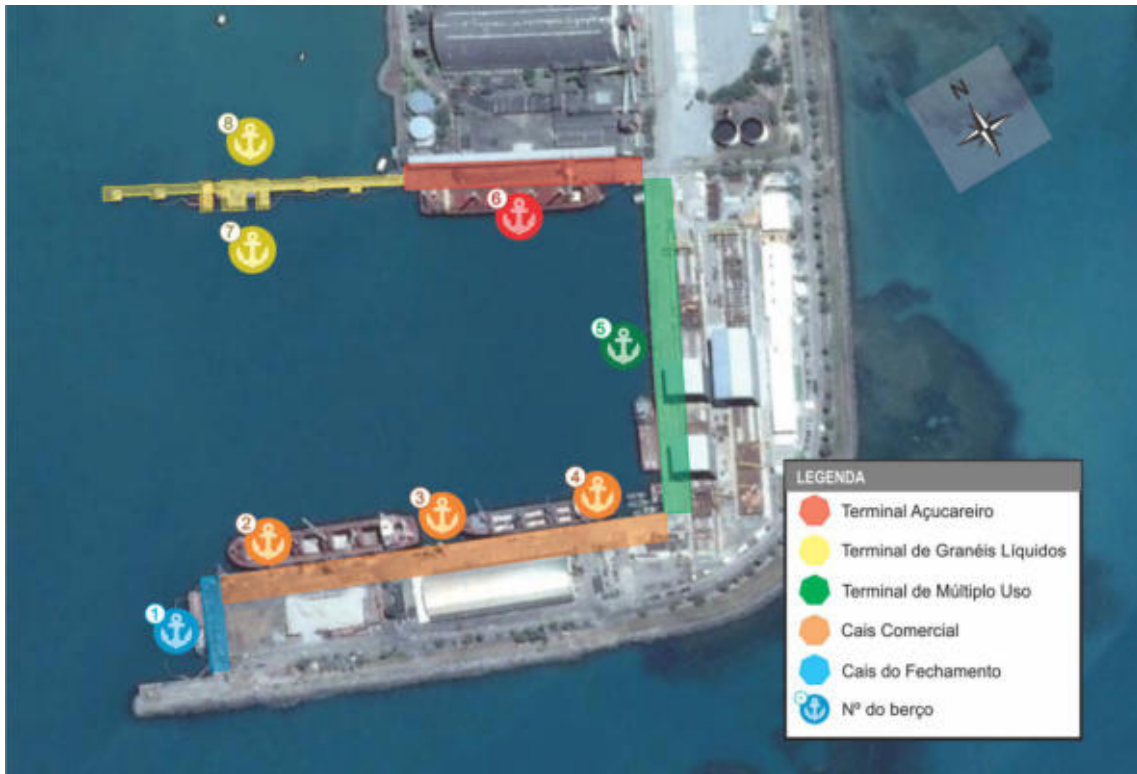 8
N
6
7
5
4
3
2
1
LEGENDA
Terminal Açucareiro
Terminal de Granéis Líquidos
Terminal de Múltiplo Uso
Cais Comercial
Cais do Fechamento
Nº do berço